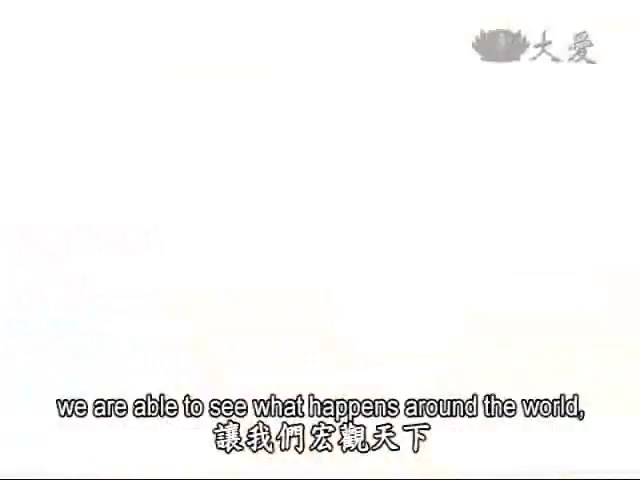 大愛
we are able to see what happens around the world,
讓我們宏觀天下